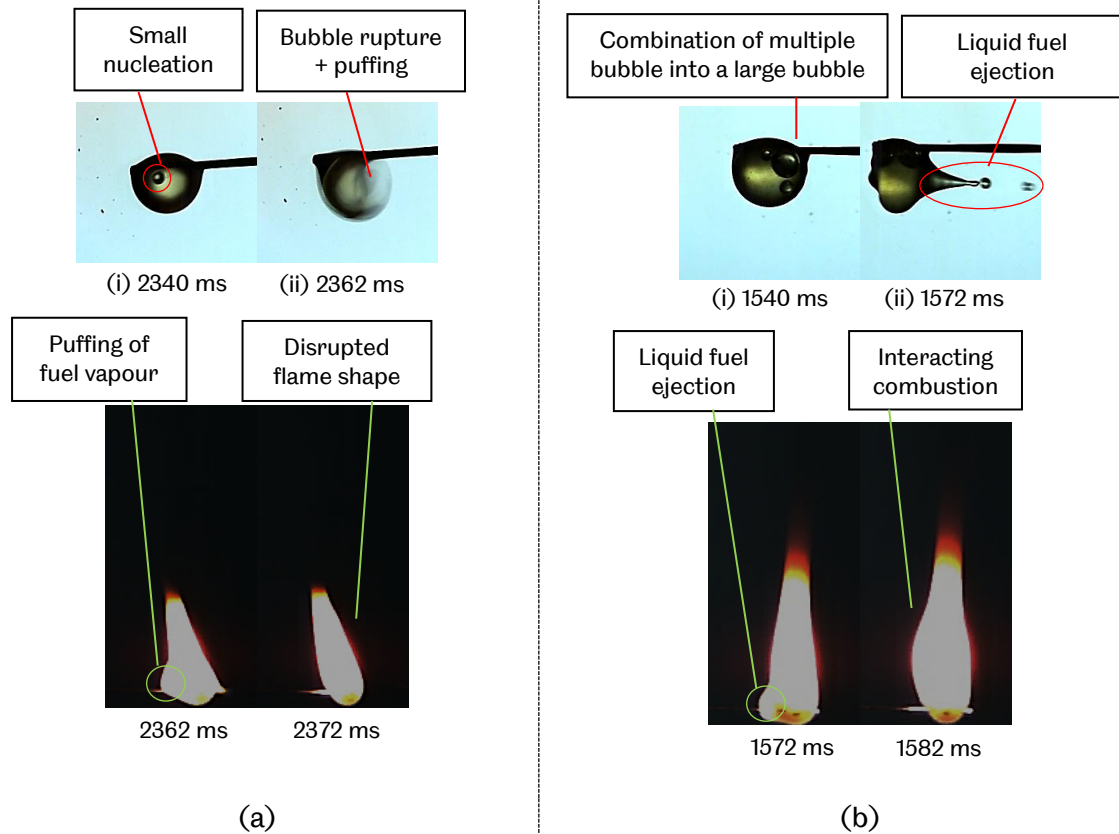 Small
nucleation
Bubble rupture
+ puffing
(i) 2340 ms
(ii) 2362 ms
Puffing of
fuel vapour
Disrupted
flame shape
2362 ms
2372 ms
(a)
Combination of multiple
bubble into a large bubble
Liquid fuel
ejection
(i) 1540 ms
(ii) 1572 ms
Liquid fuel
ejection
Interacting
combustion
1572 ms
1582 ms
(b)